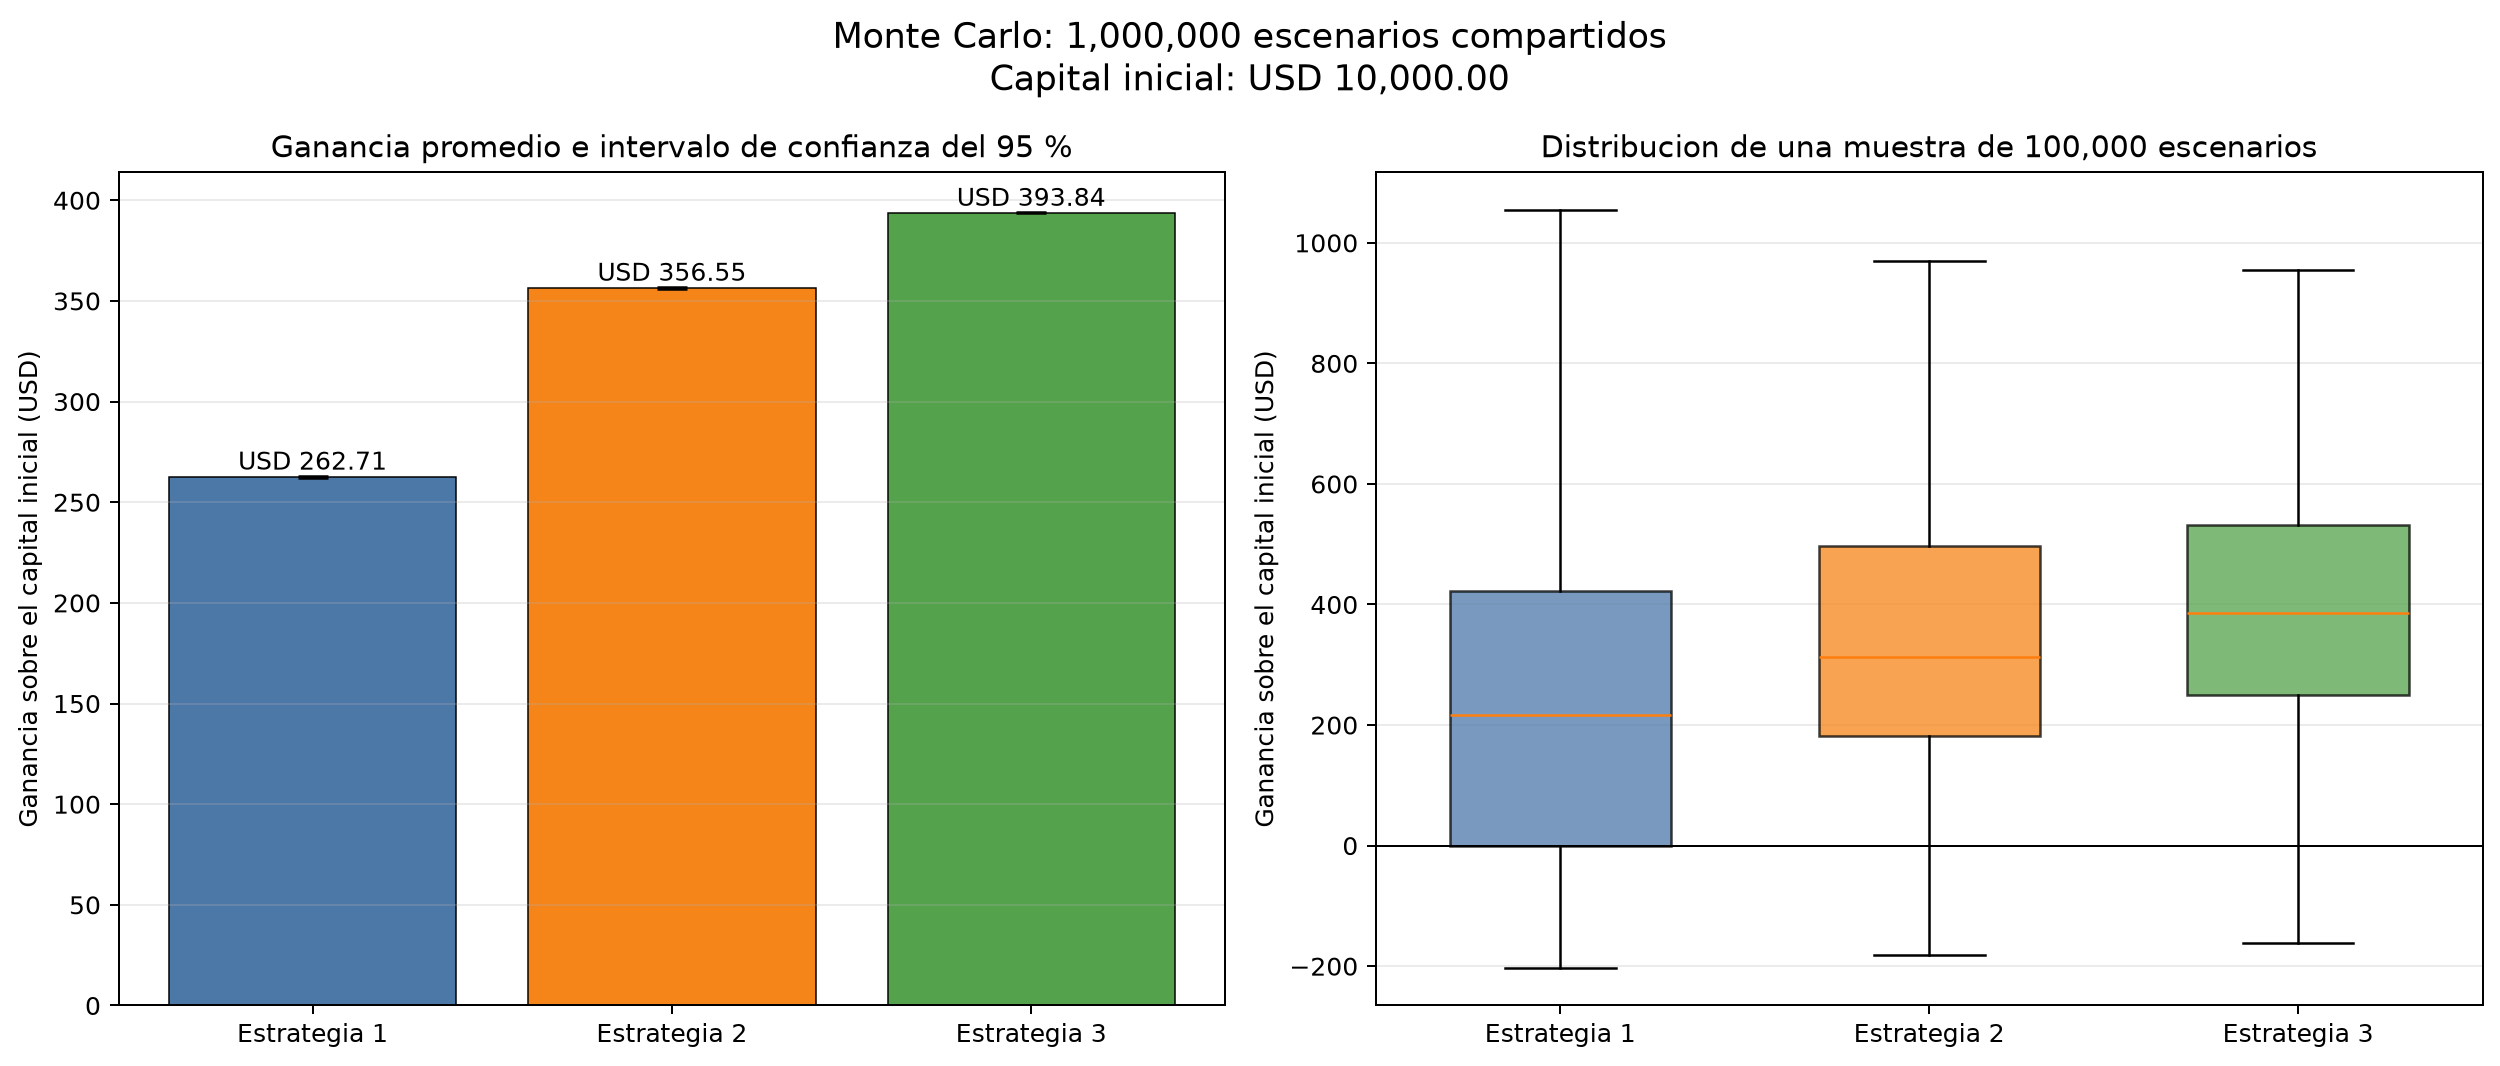 Monte Carlo: 1,000,000 escenarios compartidos
Capital inicial: USD 10,000.00
Ganancia promedio e intervalo de confianza del 95 %
Ganancia sobre el capital inicial (USD)
400
350
300
250
200
150
100
50
0
USD 262.71
USD 356.55
USD 393.84
Estrategia 1
Estrategia 2
Estrategia 3
Distribucion de una muestra de 100,000 escenarios
Ganancia sobre el capital inicial (USD)
1000
800
600
400
200
0
−200
Estrategia 1
Estrategia 2
Estrategia 3